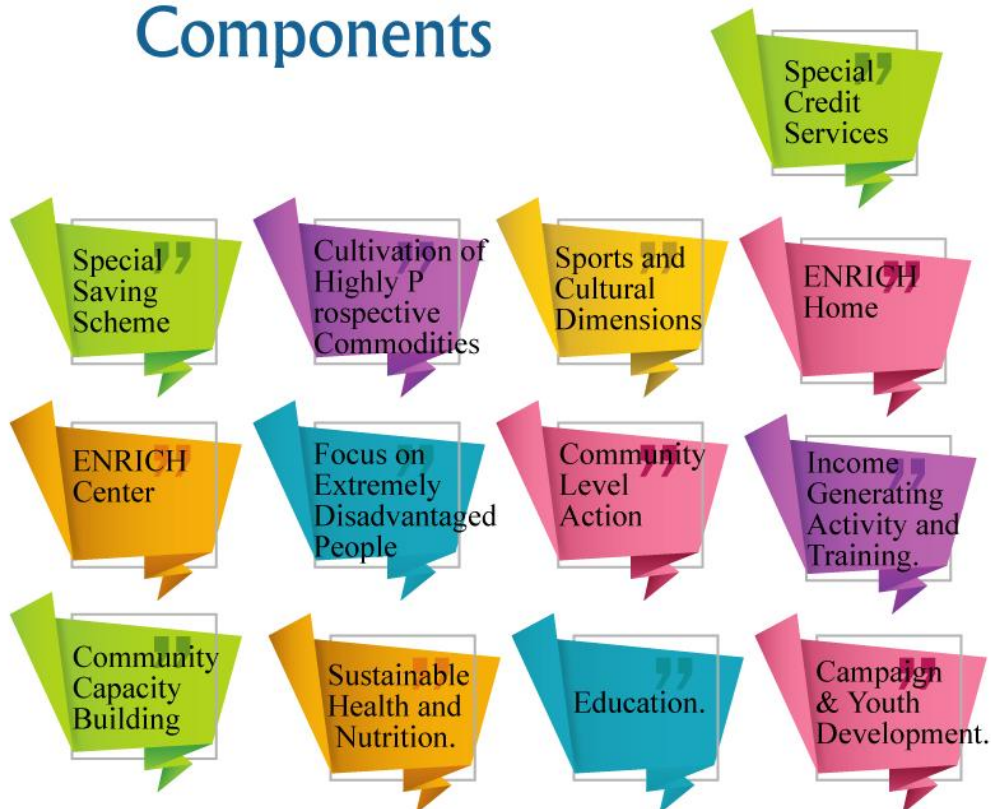 Components
Special
Credit
Services
Special
Saving
Scheme
Cultivation of
Highly P
rospective
Commodities
Sports and
Cultural
Dimensions
ENRICH
Home
ENRICH
Center
Focus on
Extremely
Disadvantaged
People
Community
Level
Action
Income
Generating
Activity and
Training.
Community
Capacity
Building
Sustainable
Health and
Nutrition.
Education.
Campaign
& Youth
Development.